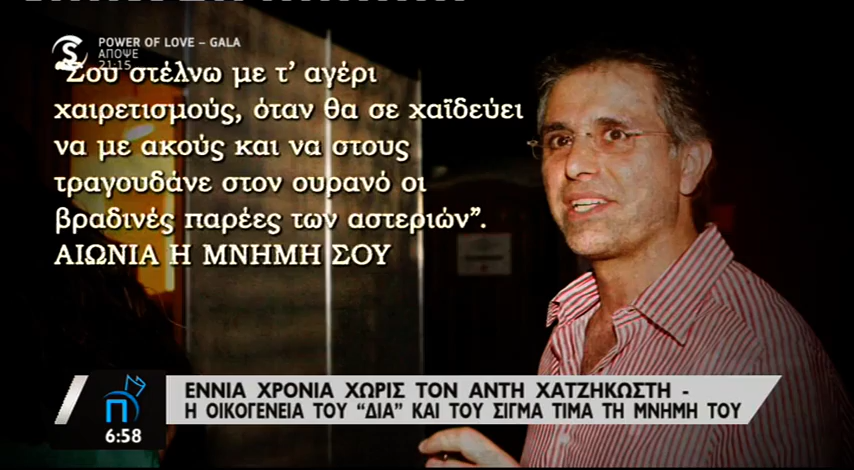 POWER OF LOVE – GALA
ΑΠΟΨΕ
21:15
“Σου στέλνω με τ’ αγέρι
χαιρετισμούς, όταν θα σε χαϊδεύει
να με ακούς και να στους
τραγουδάνε στον ουρανό οι
βραδινές παρέες των αστεριών”.
ΑΙΩΝΙΑ Η ΜΝΗΜΗ ΣΟΥ
ΕΝΝΙΑ ΧΡΟΝΙΑ ΧΩΡΙΣ ΤΟΝ ΑΝΤΗ ΧΑΤΖΗΚΩΣΤΗ -
Η ΟΙΚΟΓΕΝΕΙΑ ΤΟΥ “ΔΙΑ” ΚΑΙ ΤΟΥ ΣΙΓΜΑ ΤΙΜΑ ΤΗ ΜΝΗΜΗ ΤΟΥ
6:58